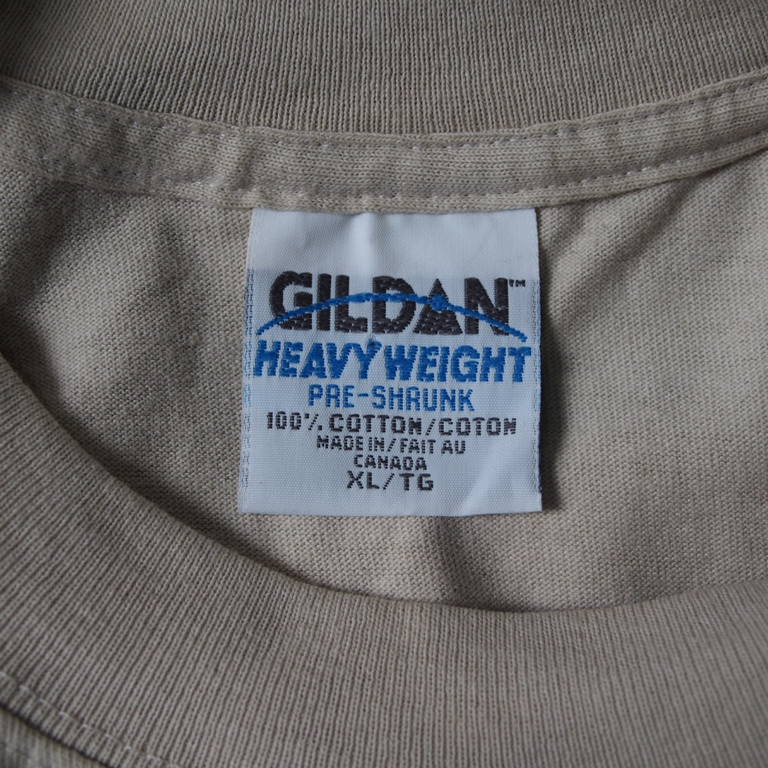 GILDAN™
HEAVYWEIGHT
PRE-SHRUNK
100% COTTON/COTON
MADE IN/FAIT AU
CANADA
XL/TG